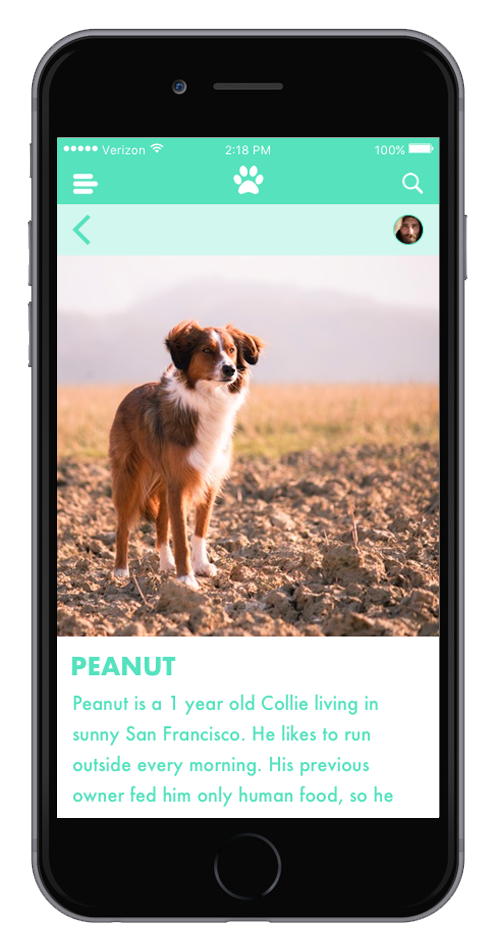 Verizon 2:18 PM 100%
PEANUT
Peanut is a 1 year old Collie living in
sunny San Francisco. He likes to run
outside every morning. His previous
owner fed him only human food, so he